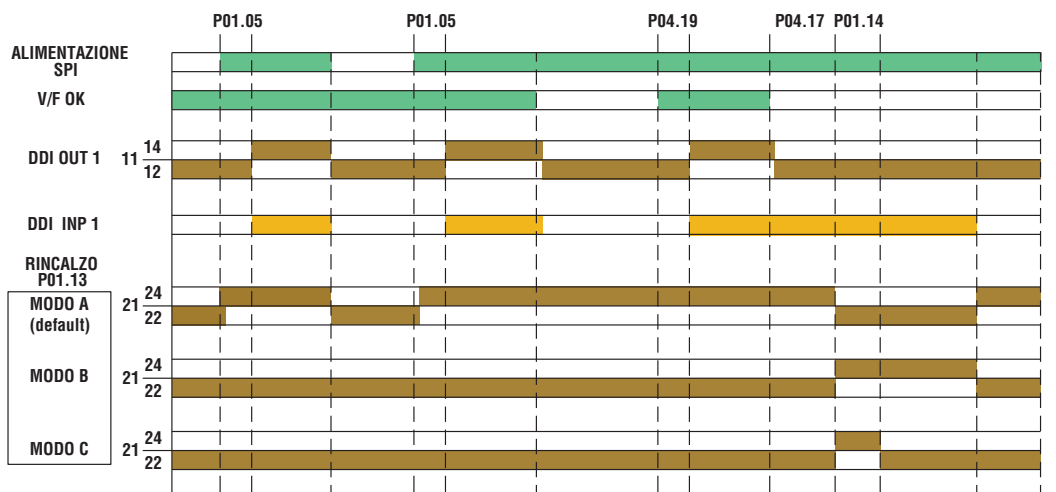 P01.05 P01.05 P04.19 P04.17 P01.14
ALIMENTAZIONE
SPI
V/F OK
DDI OUT 1 11 14
12
DDI INP 1
RINCALZO
P01.13
MODO A
(default)
21 24
22
MODO B 21 24
22
MODO C 21 24
22